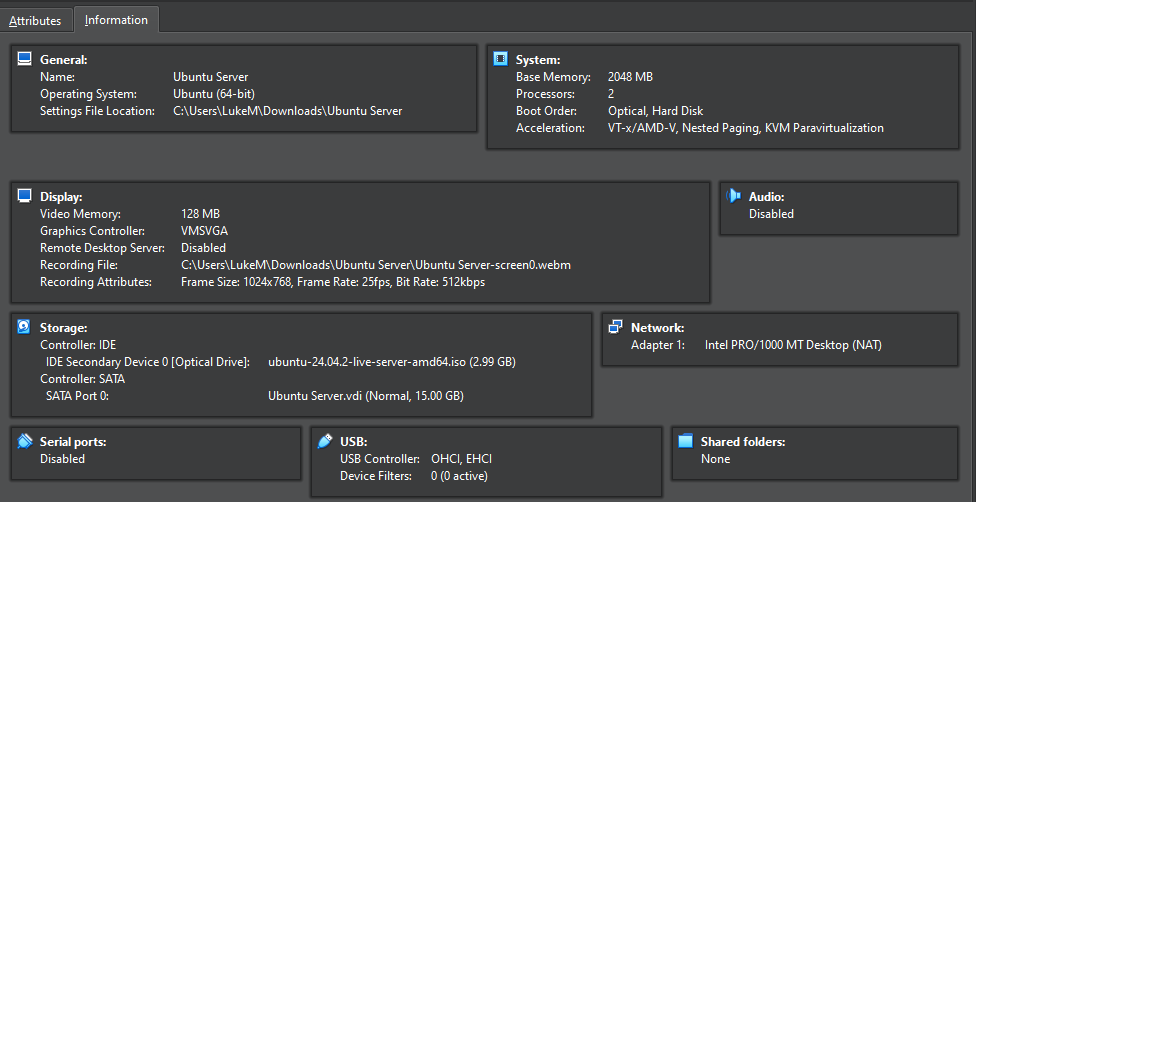 Attributes Information
General:
Name: Ubuntu Server
Operating System: Ubuntu (64-bit)
Settings File Location: C:\Users\LukeM\Downloads\Ubuntu Server
System:
Base Memory: 2048 MB
Processors: 2
Boot Order: Optical, Hard Disk
Acceleration: VT-x/AMD-V, Nested Paging, KVM Paravirtualization
Display:
Video Memory: 128 MB
Graphics Controller: VMSVGA
Remote Desktop Server: Disabled
Recording File: C:\Users\LukeM\Downloads\Ubuntu Server\Ubuntu Server-screen0.webm
Recording Attributes: Frame Size: 1024x768, Frame Rate: 25fps, Bit Rate: 512kbps
Audio:
Disabled
Storage:
Controller: IDE
IDE Secondary Device 0 [Optical Drive]: ubuntu-24.04.2-live-server-amd64.iso (2.99 GB)
Controller: SATA
SATA Port 0: Ubuntu Server.vdi (Normal, 15.00 GB)
Network:
Adapter 1: Intel PRO/1000 MT Desktop (NAT)
Serial ports:
Disabled
USB:
USB Controller: OHCI, EHCI
Device Filters: 0 (0 active)
Shared folders:
None